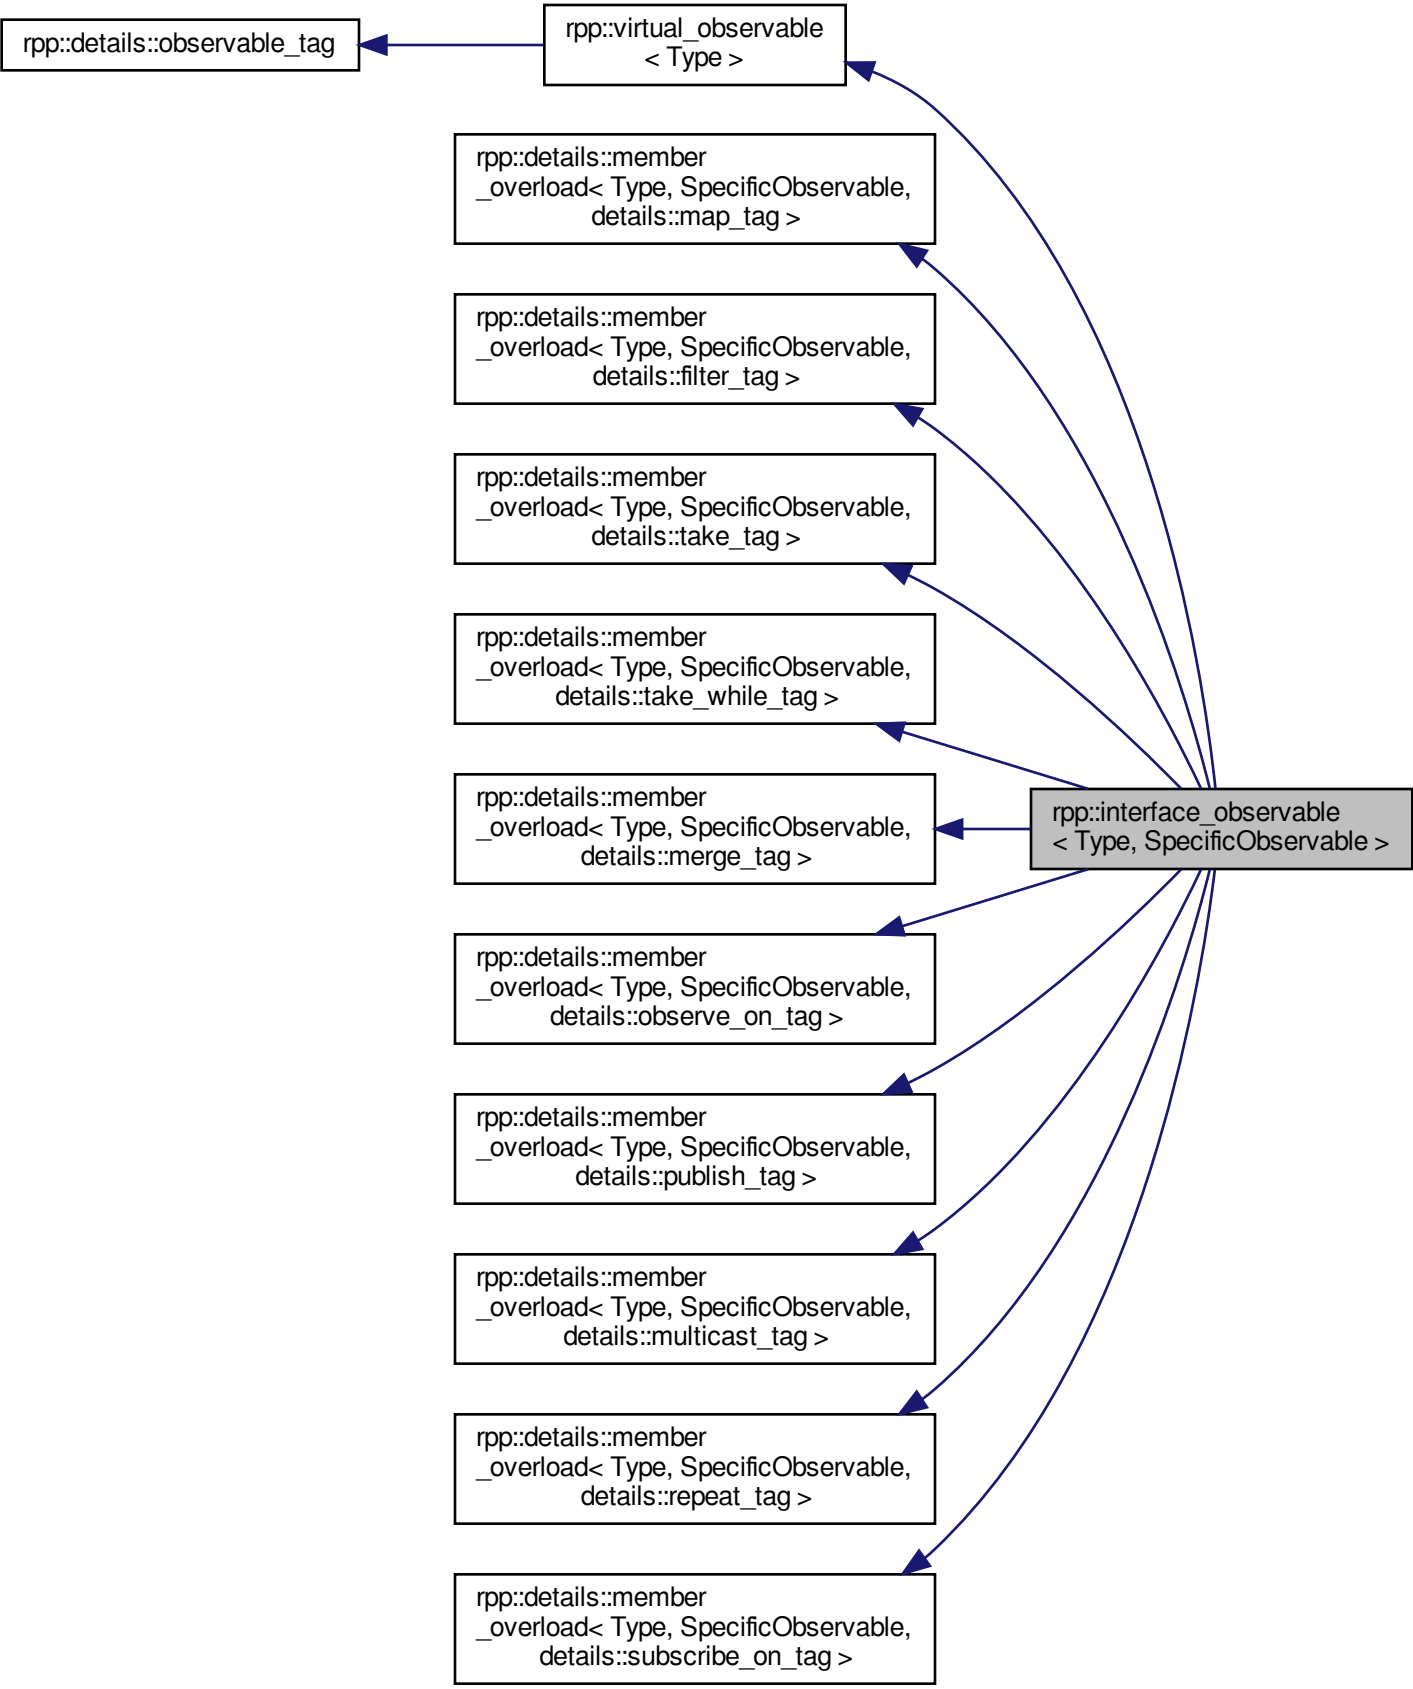 rpp::details::observable_tag
rpp::virtual_observable
< Type >
rpp::details::member
_overload< Type, SpecificObservable,
details::map_tag >
rpp::details::member
_overload< Type, SpecificObservable,
details::filter_tag >
rpp::details::member
_overload< Type, SpecificObservable,
details::take_tag >
rpp::details::member
_overload< Type, SpecificObservable,
details::take_while_tag >
rpp::details::member
_overload< Type, SpecificObservable,
details::merge_tag >
rpp::interface_observable
< Type, SpecificObservable >
rpp::details::member
_overload< Type, SpecificObservable,
details::observe_on_tag >
rpp::details::member
_overload< Type, SpecificObservable,
details::publish_tag >
rpp::details::member
_overload< Type, SpecificObservable,
details::multicast_tag >
rpp::details::member
_overload< Type, SpecificObservable,
details::repeat_tag >
rpp::details::member
_overload< Type, SpecificObservable,
details::subscribe_on_tag >